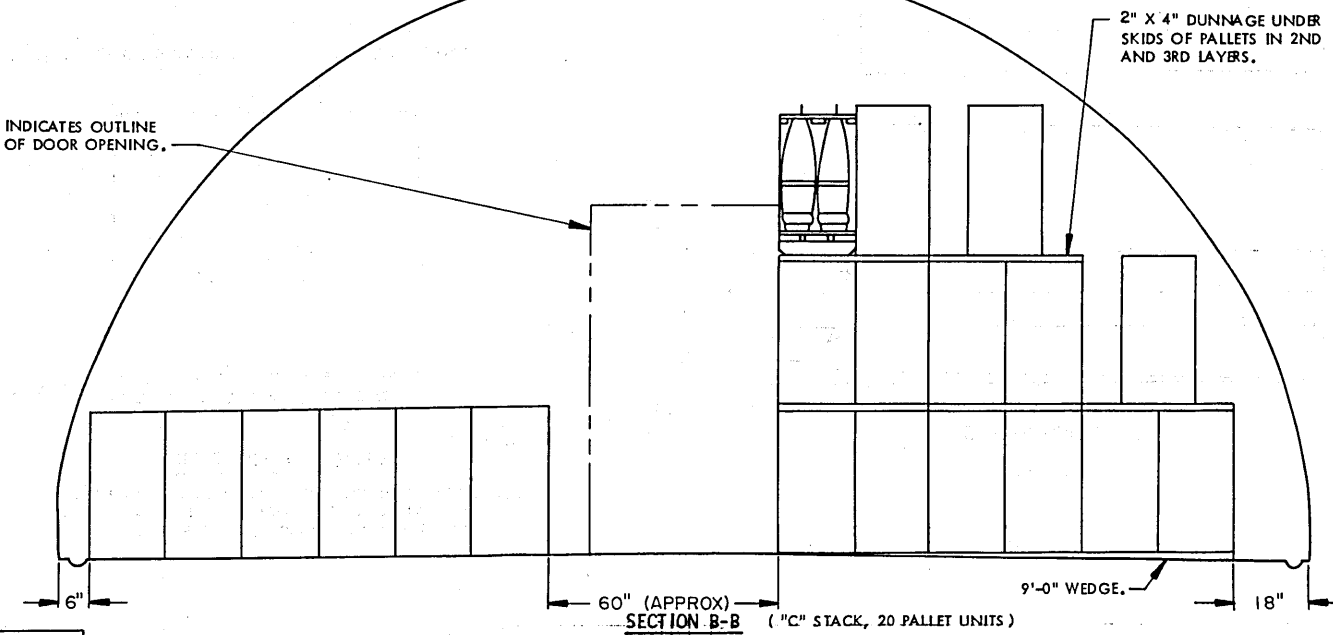 2" X 4" DUNNAGE UNDER
SKIDS OF PALLETS IN 2ND
AND 3RD LAYERS.
INDICATES OUTLINE
OF DOOR OPENING.
9'-0" WEDGE.
6"
60" (APPROX)
18"
SECTION B-B ("C" STACK, 20 PALLET UNITS)